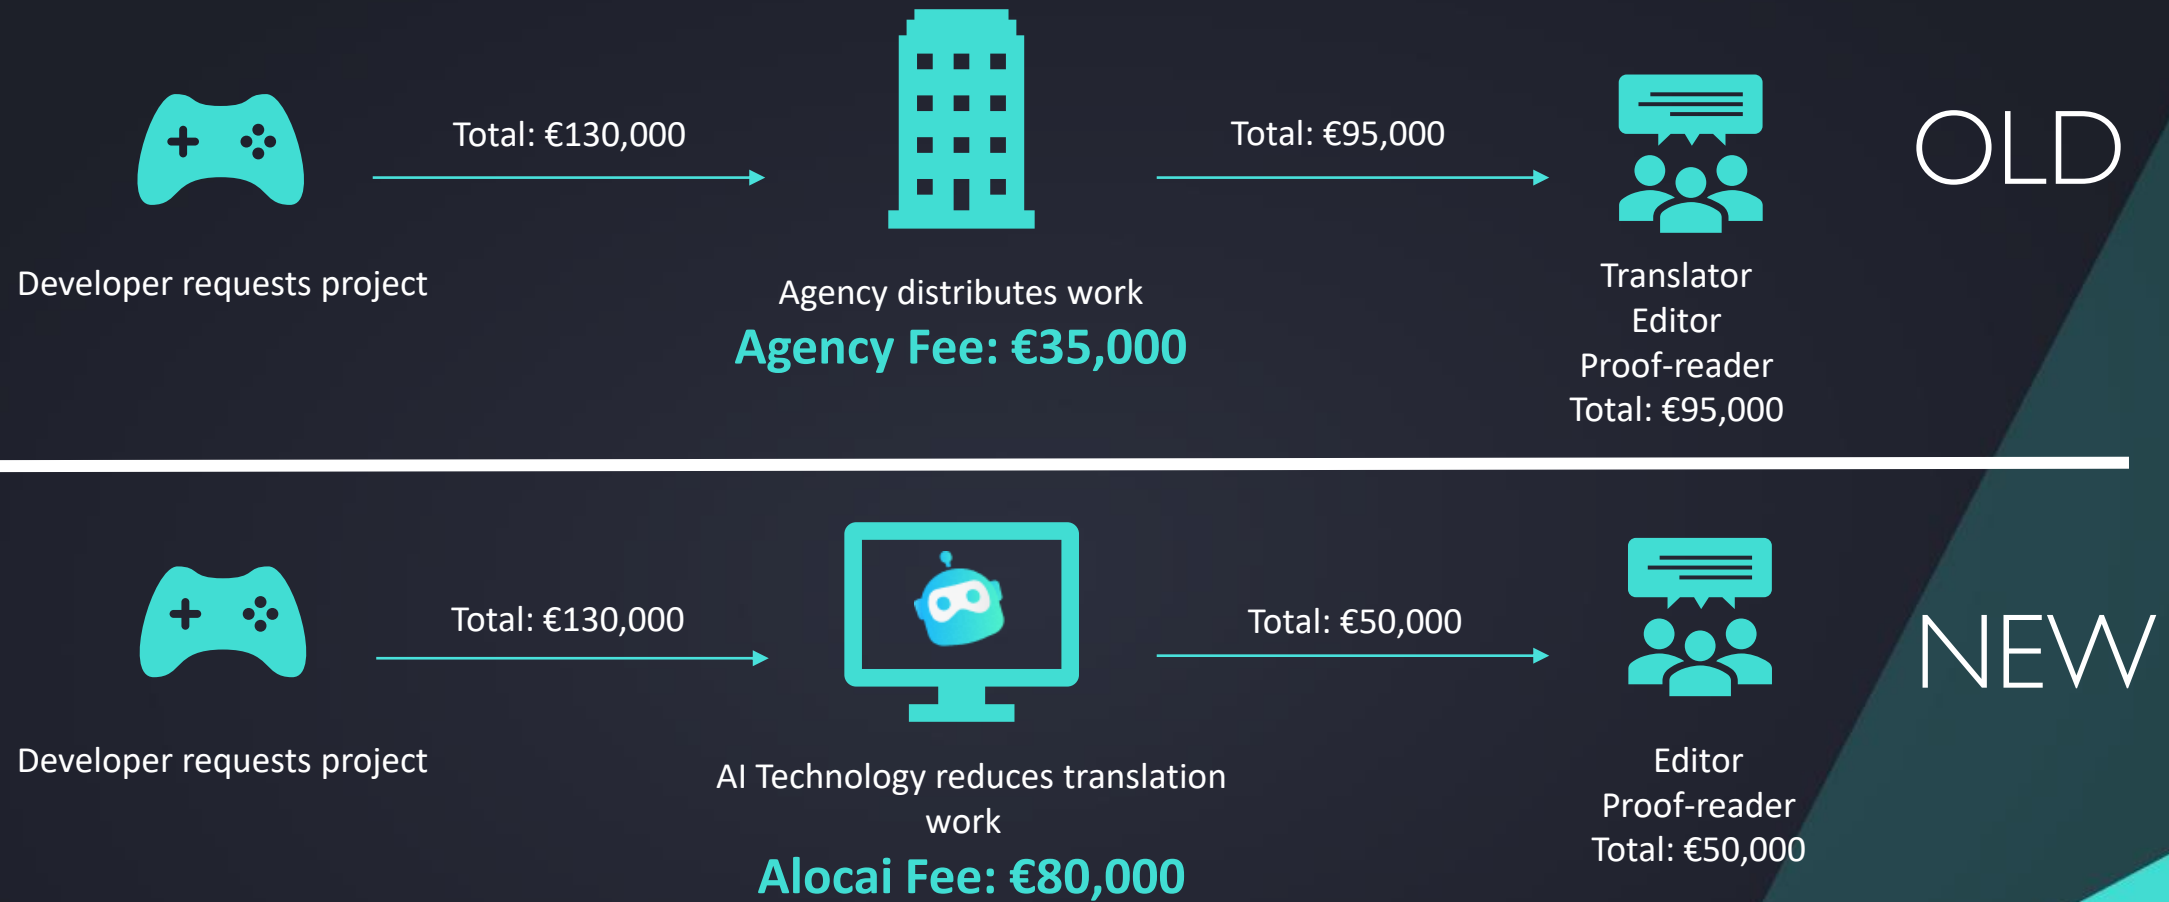 Total: €130,000
Total: €95,000
OLD
Developer requests project
Agency distributes work
Agency Fee: €35,000
Translator
Editor
Proof-reader
Total: €95,000
Total: €130,000
Total: €50,000
NEW
Developer requests project
AI Technology reduces translation
work
Alocai Fee: €80,000
Editor
Proof-reader
Total: €50,000